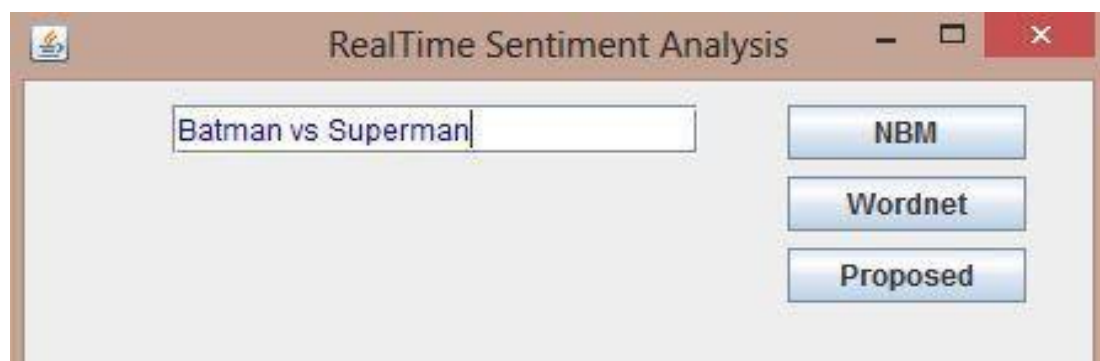 RealTime Sentiment Analysis
Batman vs Superman
NBM
Wordnet
Proposed